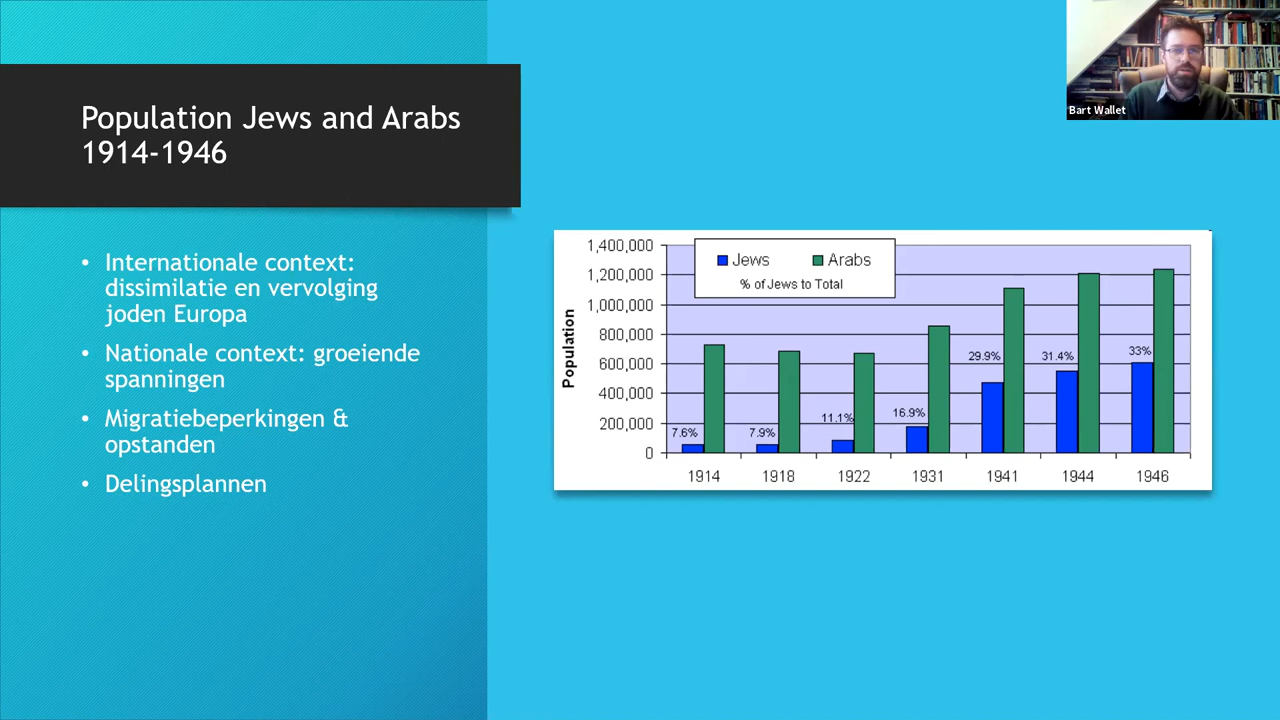 Population Jews and Arabs
1914-1946
• Internationale context:
dissimilatie en vervolging
joden Europa
• Nationale context: groeiende
spanningen
• Migratiebeperkingen &
opstanden
• Delingsplannen
Bart Wallet
Population
1,400,000
1,200,000
1,000,000
800,000
600,000
400,000
200,000
0
Jews Arabs
% of Jews to Total
7.6%
7.9%
11.1%
16.9%
29.9%
31.4%
33%
1914 1918 1922 1931 1941 1944 1946